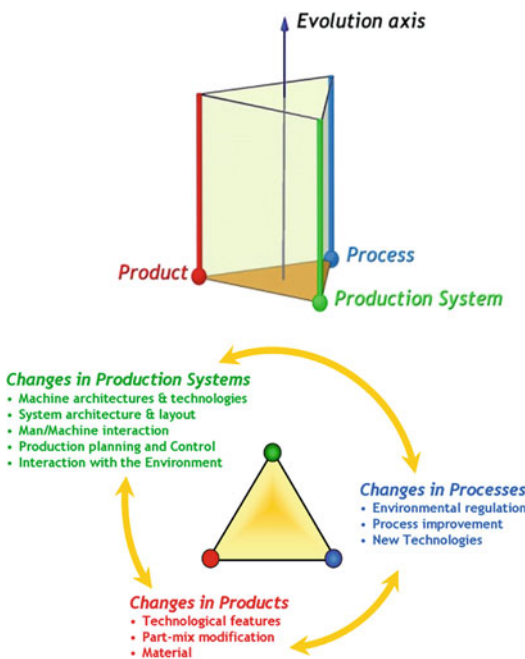 Evolution axis
Product
Process
Production System
Changes in Production Systems
• Machine architectures & technologies
• System architecture & layout
• Man/Machine interaction
• Production planning and Control
• Interaction with the Environment
Changes in Processes
• Environmental regulation
• Process improvement
• New Technologies
Changes in Products
• Technological features
• Part-mix modification
• Material